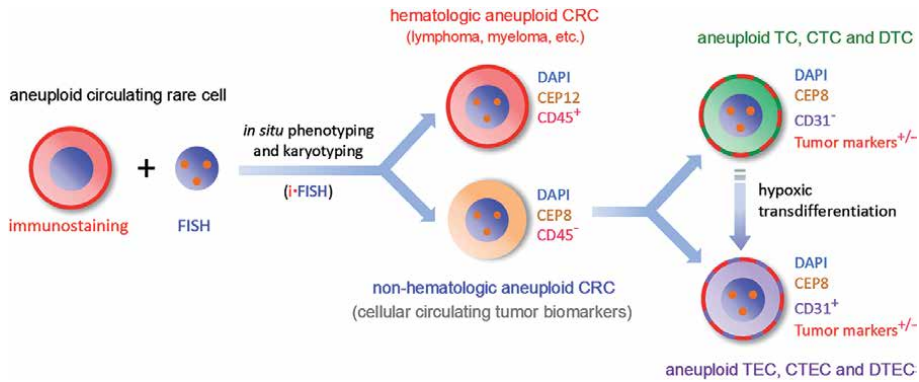 aneuploid circulating rare cell
+
immunostaining
FISH
in situ phenotyping
and karyotyping
(i•FISH)
hematologic aneuploid CRC
(lymphoma, myeloma, etc.)
DAPI
CEP12
CD45⁺
DAPI
CEP8
CD45⁻
non-hematologic aneuploid CRC
(cellular circulating tumor biomarkers)
aneuploid TC, CTC and DTC
DAPI
CEP8
CD31⁻
Tumor markers⁺/⁻
hypoxic
transdifferentiation
DAPI
CEP8
CD31⁺
Tumor markers⁺/⁻
aneuploid TEC, CTEC and DTEC